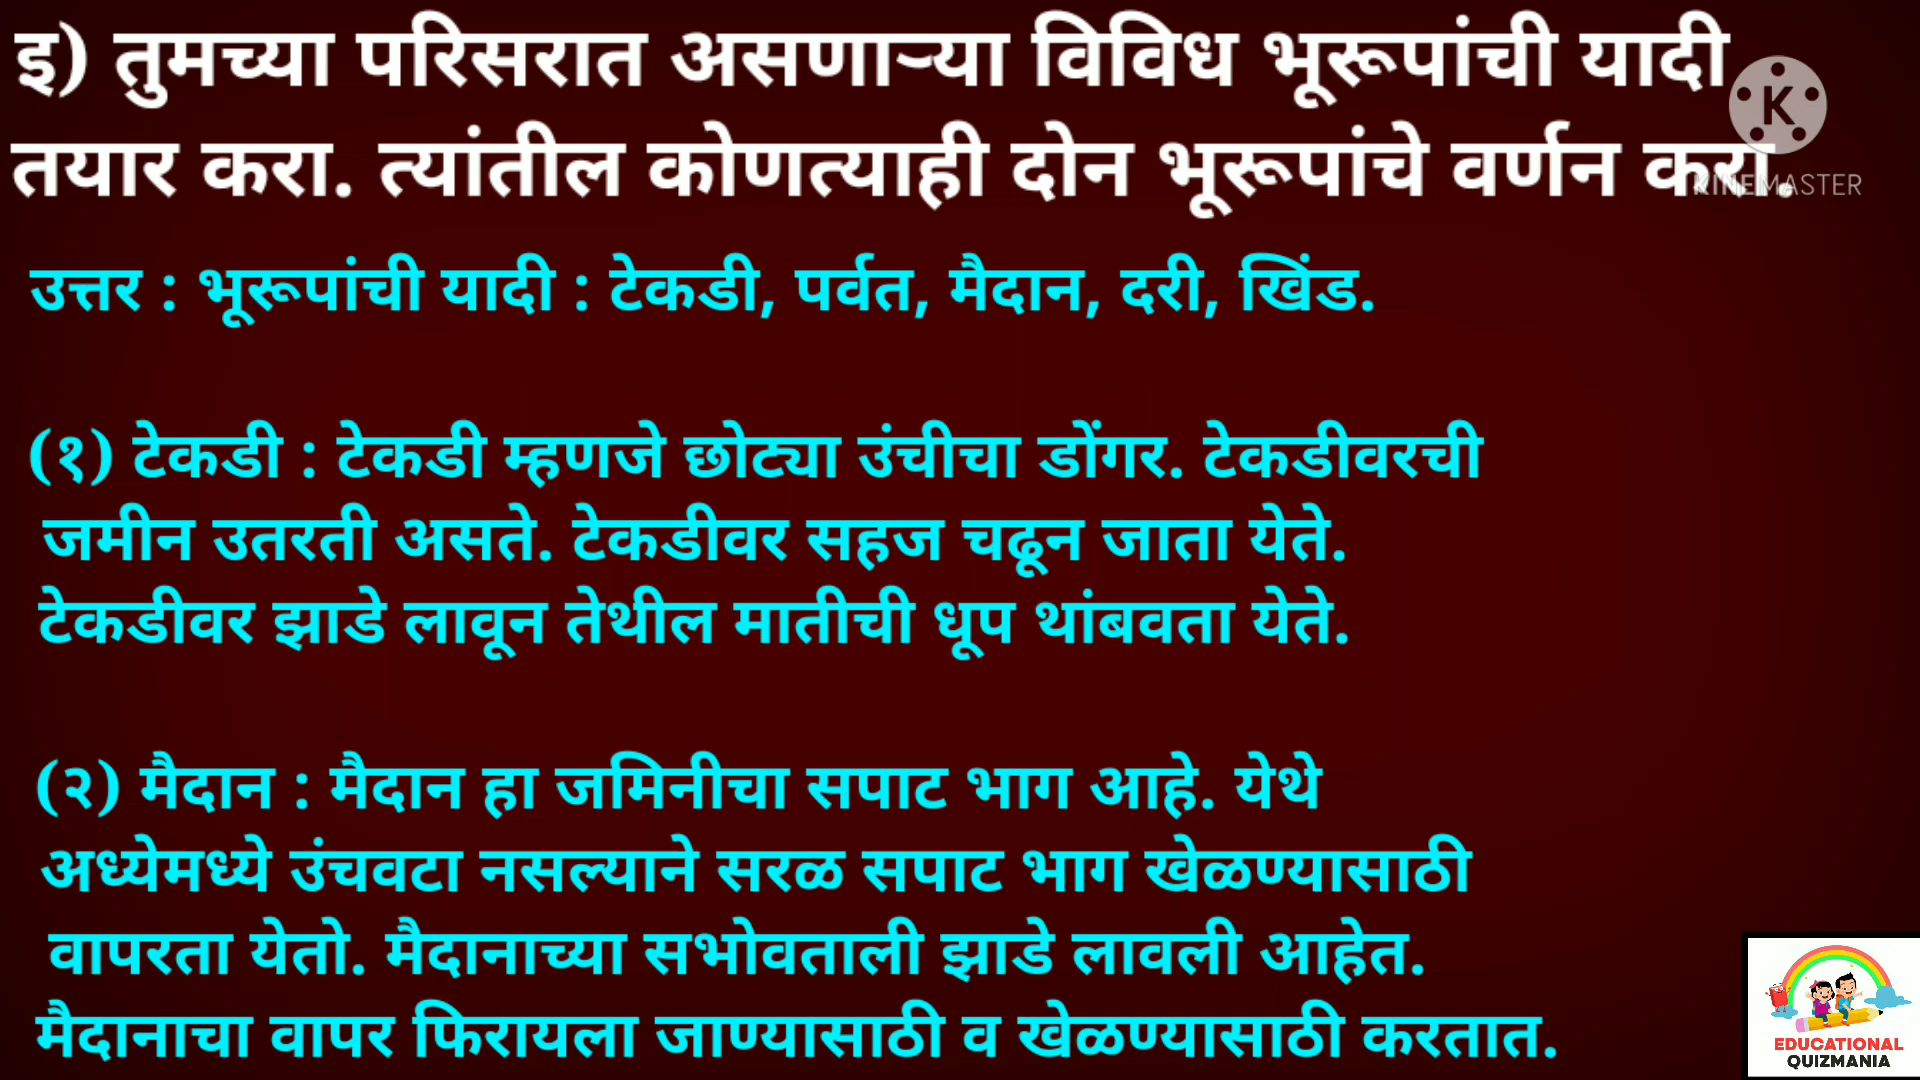 इ) तुमच्या परिसरात असणाऱ्या विविध भूरूपांची यादी
तयार करा. त्यांतील कोणत्याही दोन भूरूपांचे वर्णन करा.
K
KINEMASTER
उत्तर : भूरूपांची यादी : टेकडी, पर्वत, मैदान, दरी, खिंड.
(१) टेकडी : टेकडी म्हणजे छोट्या उंचीचा डोंगर. टेकडीवरची
जमीन उतरती असते. टेकडीवर सहज चढून जाता येते.
टेकडीवर झाडे लावून तेथील मातीची धूप थांबवता येते.
(२) मैदान : मैदान हा जमिनीचा सपाट भाग आहे. येथे
अध्येमध्ये उंचवटा नसल्याने सरळ सपाट भाग खेळण्यासाठी
वापरता येतो. मैदानाच्या सभोवताली झाडे लावली आहेत.
मैदानाचा वापर फिरायला जाण्यासाठी व खेळण्यासाठी करतात.
EDUCATIONAL
QUIZMANIA